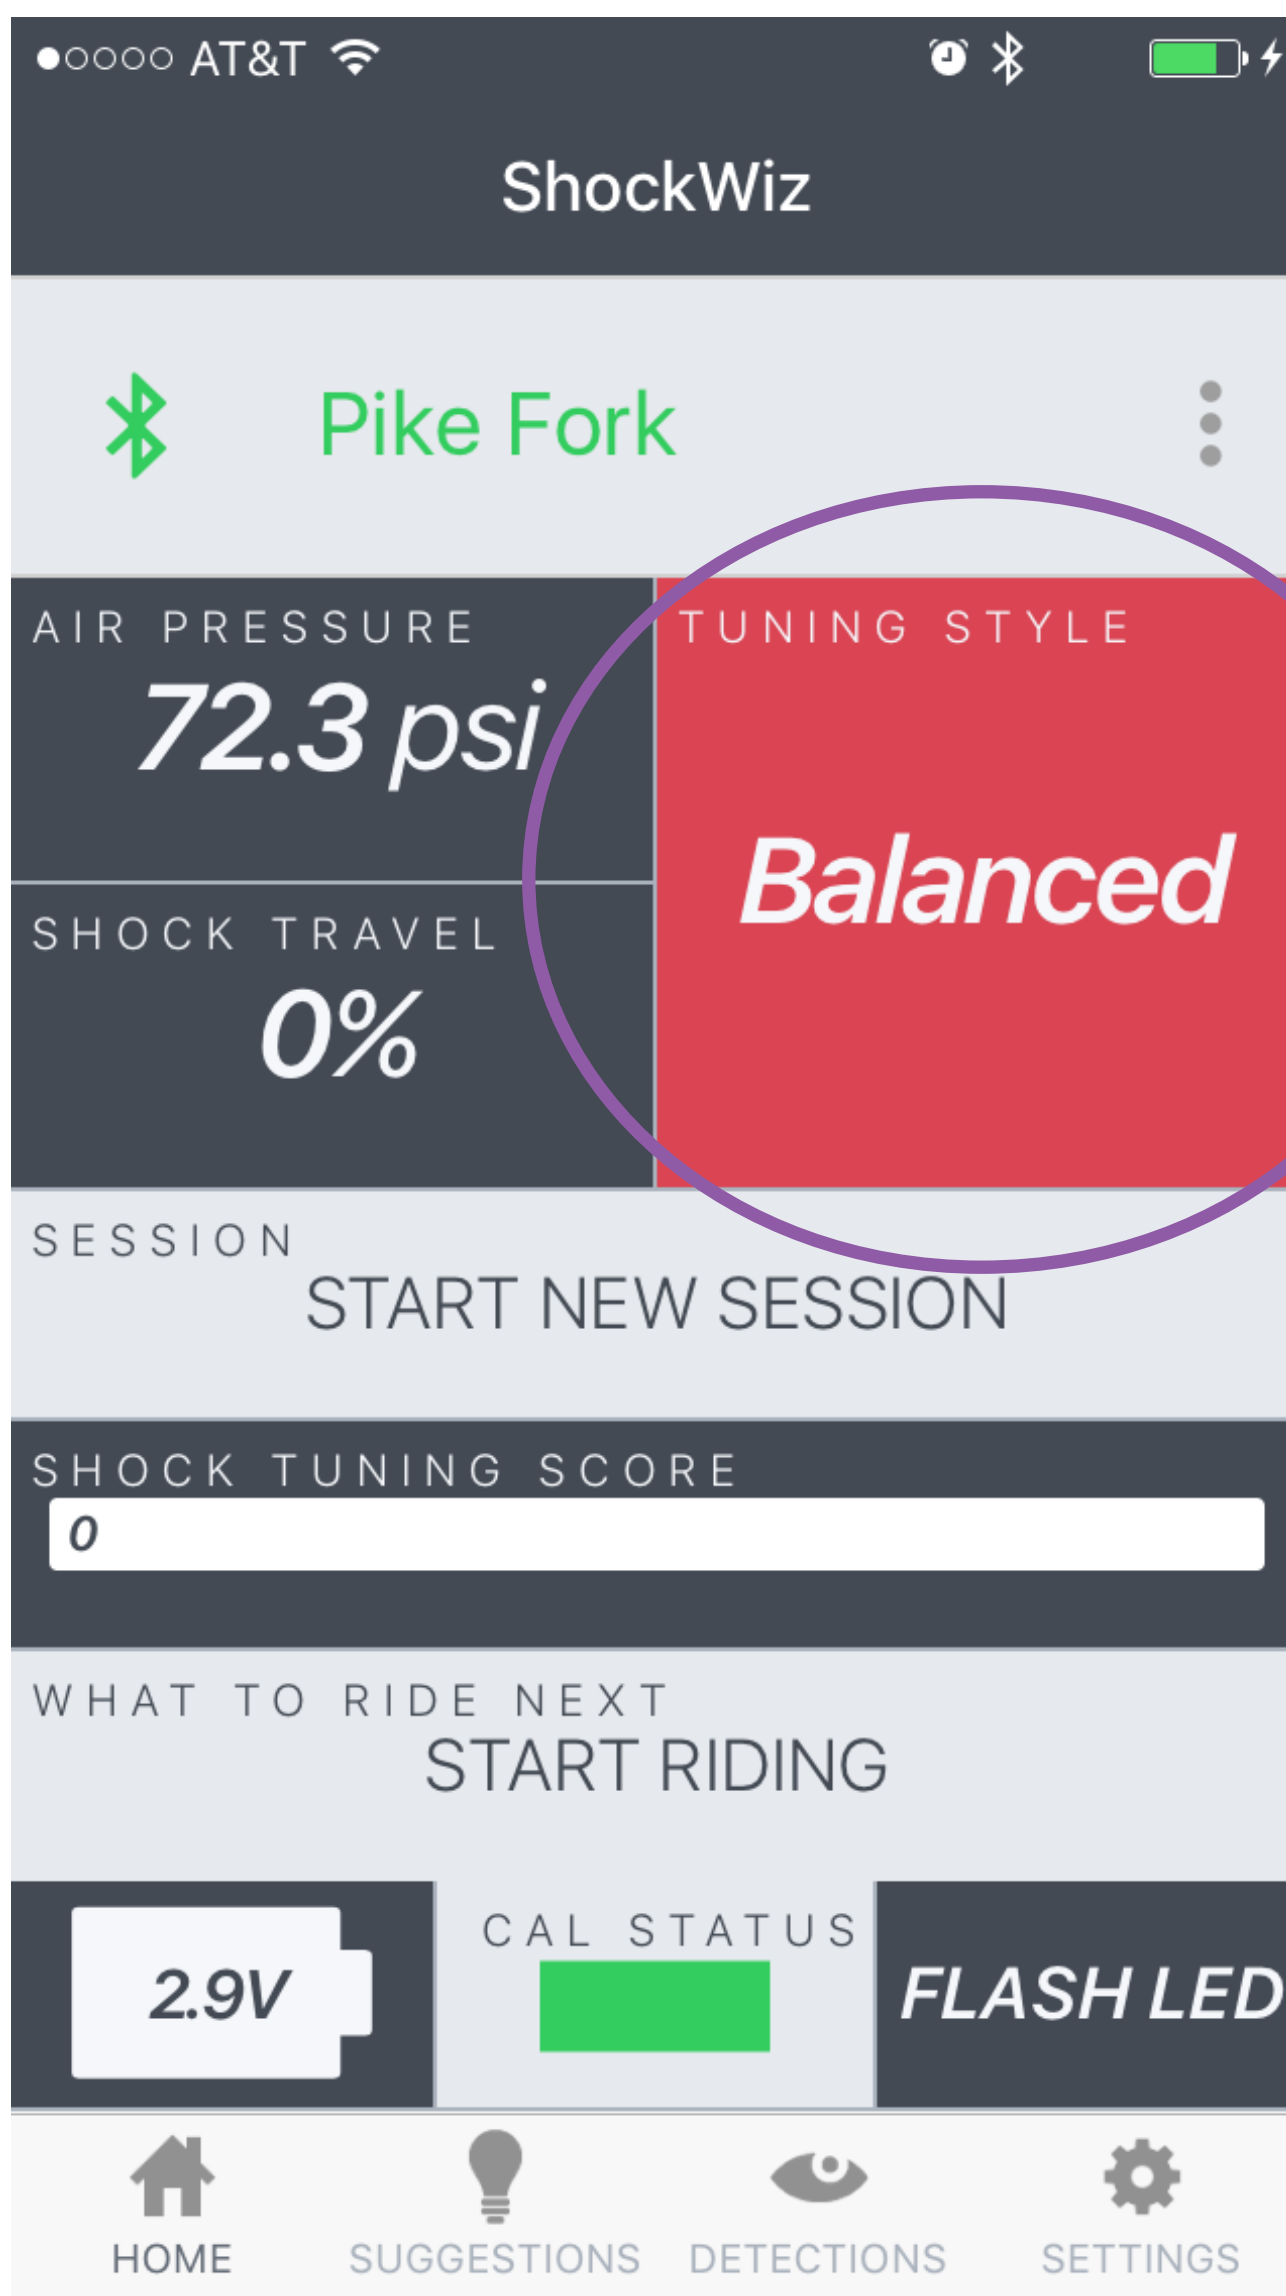 AT&T
ShockWiz
Pike Fork
AIR PRESSURE
72.3 psi
TUNING STYLE
Balanced
SHOCK TRAVEL
0%
SESSION
START NEW SESSION
SHOCK TUNING SCORE
0
WHAT TO RIDE NEXT
START RIDING
2.9V
CAL STATUS
FLASH LED
HOME SUGGESTIONS DETECTIONS SETTINGS